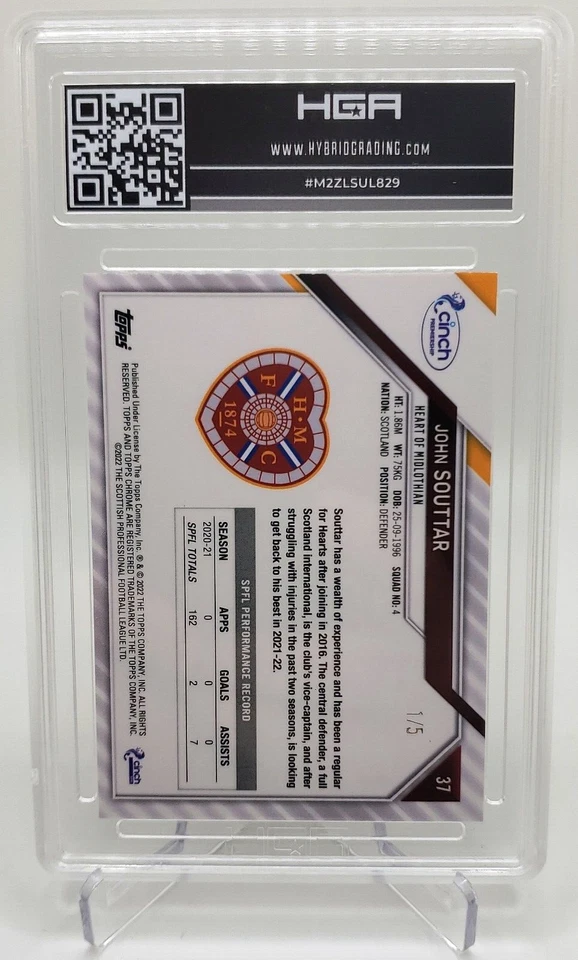 HGA
WWW.HYBRIDGRADING.COM
#M2ZLSUL829
cinch
PREMIERSHIP
JOHN SOUTTAR
37
HEART OF MIDLOTHIAN
HT: 1.86M WT: 75KG DOB: 25-09-1996 SQUAD NO: 4
NATION: SCOTLAND POSITION: DEFENDER
1/5
H·M
F C
1874
Souttar has a wealth of experience and has been a regular
for Hearts after joining in 2016. The central defender, a full
Scotland international, is the club's vice-captain, and after
struggling with injuries in the past two seasons, is looking
to get back to his best in 2021-22.
SPFL PERFORMANCE RECORD
SEASON APPS GOALS ASSISTS
2020-21 0 0 0
SPFL TOTALS 162 2 7
topps
Published Under License by The Topps Company, Inc. ® & © 2022 THE TOPPS COMPANY, INC. ALL RIGHTS
RESERVED. TOPPS AND TOPPS CHROME ARE REGISTERED TRADEMARKS OF THE TOPPS COMPANY, INC.
©2022 THE SCOTTISH PROFESSIONAL FOOTBALL LEAGUE LTD.
cinch